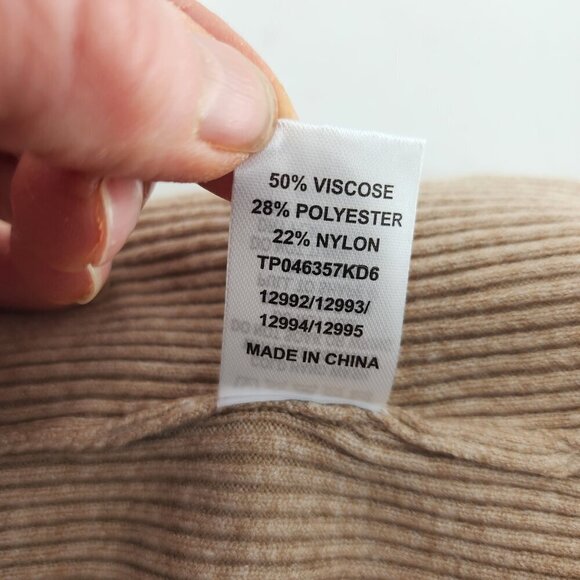 50% VISCOSE
28% POLYESTER
22% NYLON
TP046357KD6
12992/12993/
12994/12995
MADE IN CHINA